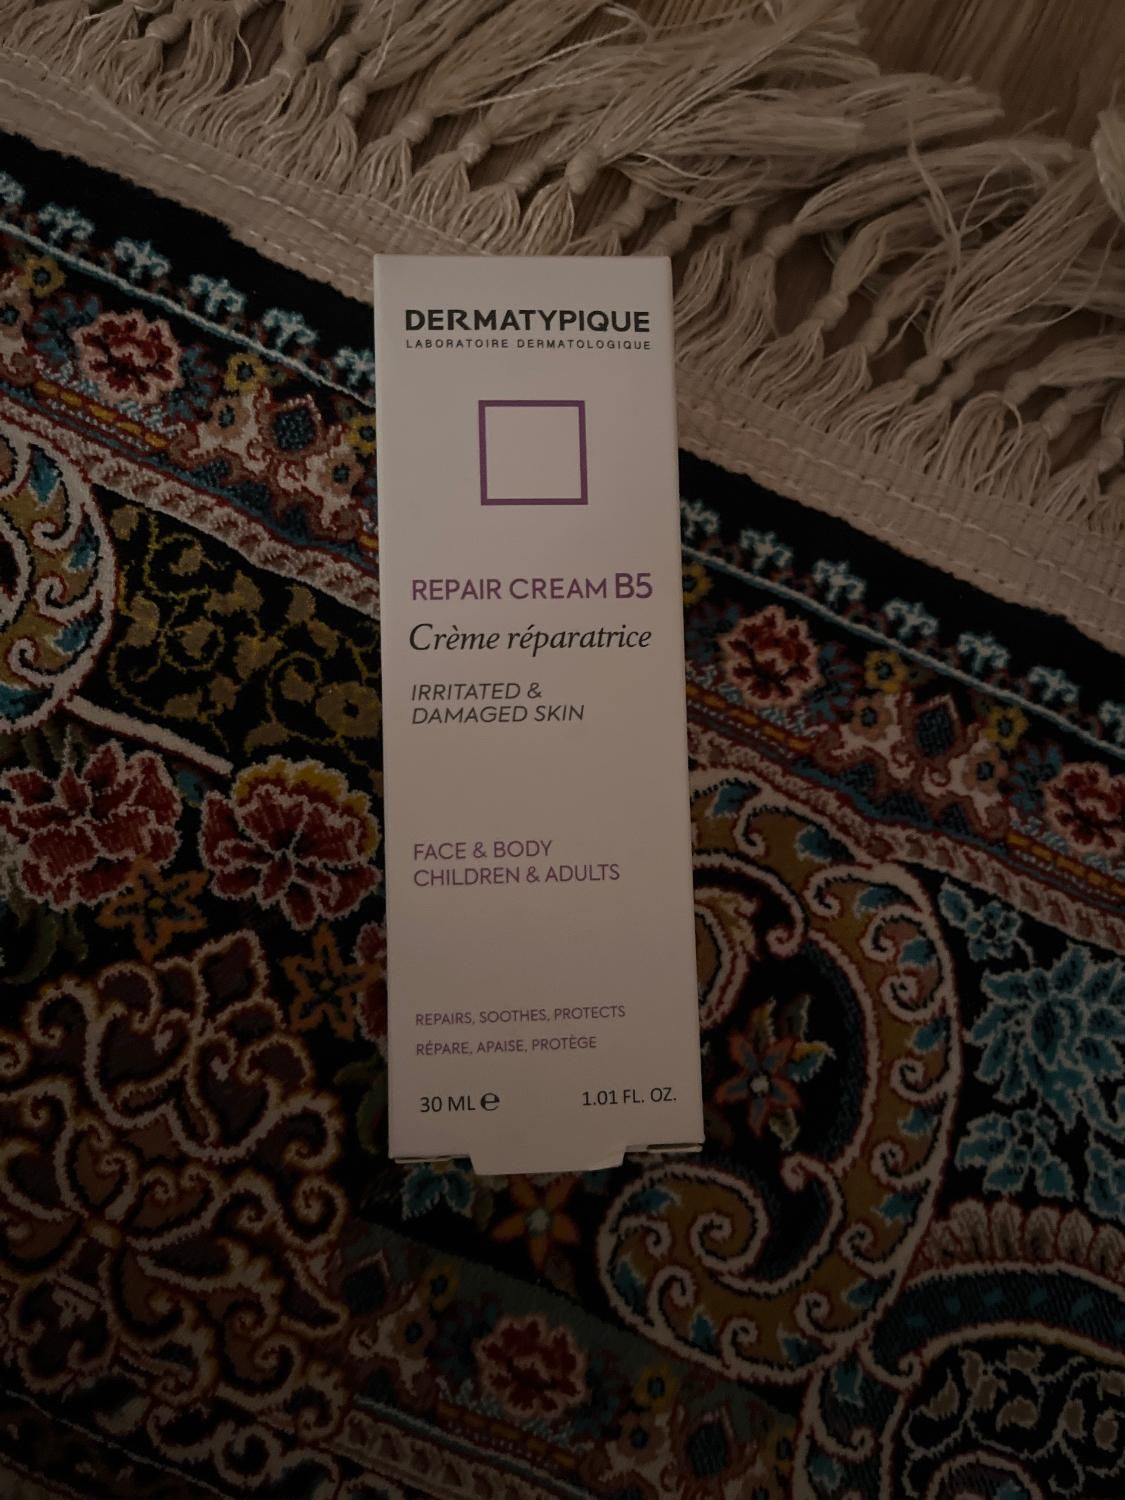 DERMATYPIQUE
LABORATOIRE DERMATOLOGIQUE
REPAIR CREAM B5
Crème réparatrice
IRRITATED &
DAMAGED SKIN
FACE & BODY
CHILDREN & ADULTS
REPAIRS, SOOTHES, PROTECTS
RÉPARE, APAISE, PROTÈGE
30 ML ℮ 1.01 FL. OZ.